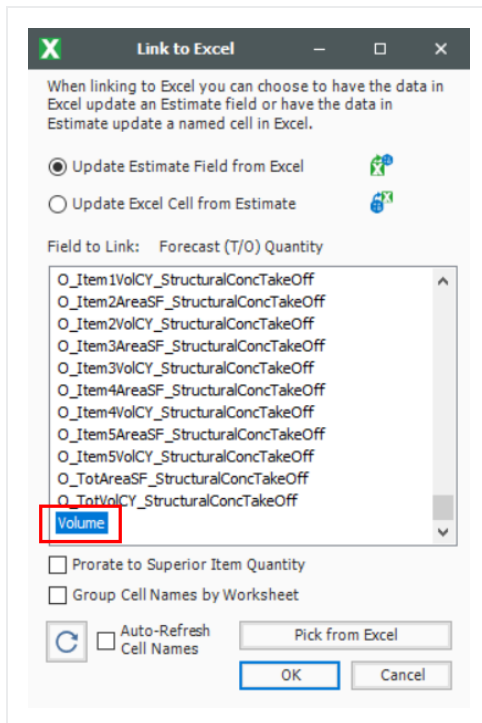 Link to Excel
When linking to Excel you can choose to have the data in
Excel update an Estimate field or have the data in
Estimate update a named cell in Excel.
Update Estimate Field from Excel
Update Excel Cell from Estimate
Field to Link: Forecast (T/O) Quantity
O_Item1VolCY_StructuralConcTakeOff
O_Item2AreaSF_StructuralConcTakeOff
O_Item2VolCY_StructuralConcTakeOff
O_Item3AreaSF_StructuralConcTakeOff
O_Item3VolCY_StructuralConcTakeOff
O_Item4AreaSF_StructuralConcTakeOff
O_Item4VolCY_StructuralConcTakeOff
O_Item5AreaSF_StructuralConcTakeOff
O_Item5VolCY_StructuralConcTakeOff
O_TotAreaSF_StructuralConcTakeOff
O_TotVolCY_StructuralConcTakeOff
Volume
Prorate to Superior Item Quantity
Group Cell Names by Worksheet
Auto-Refresh
Cell Names
Pick from Excel
OK
Cancel